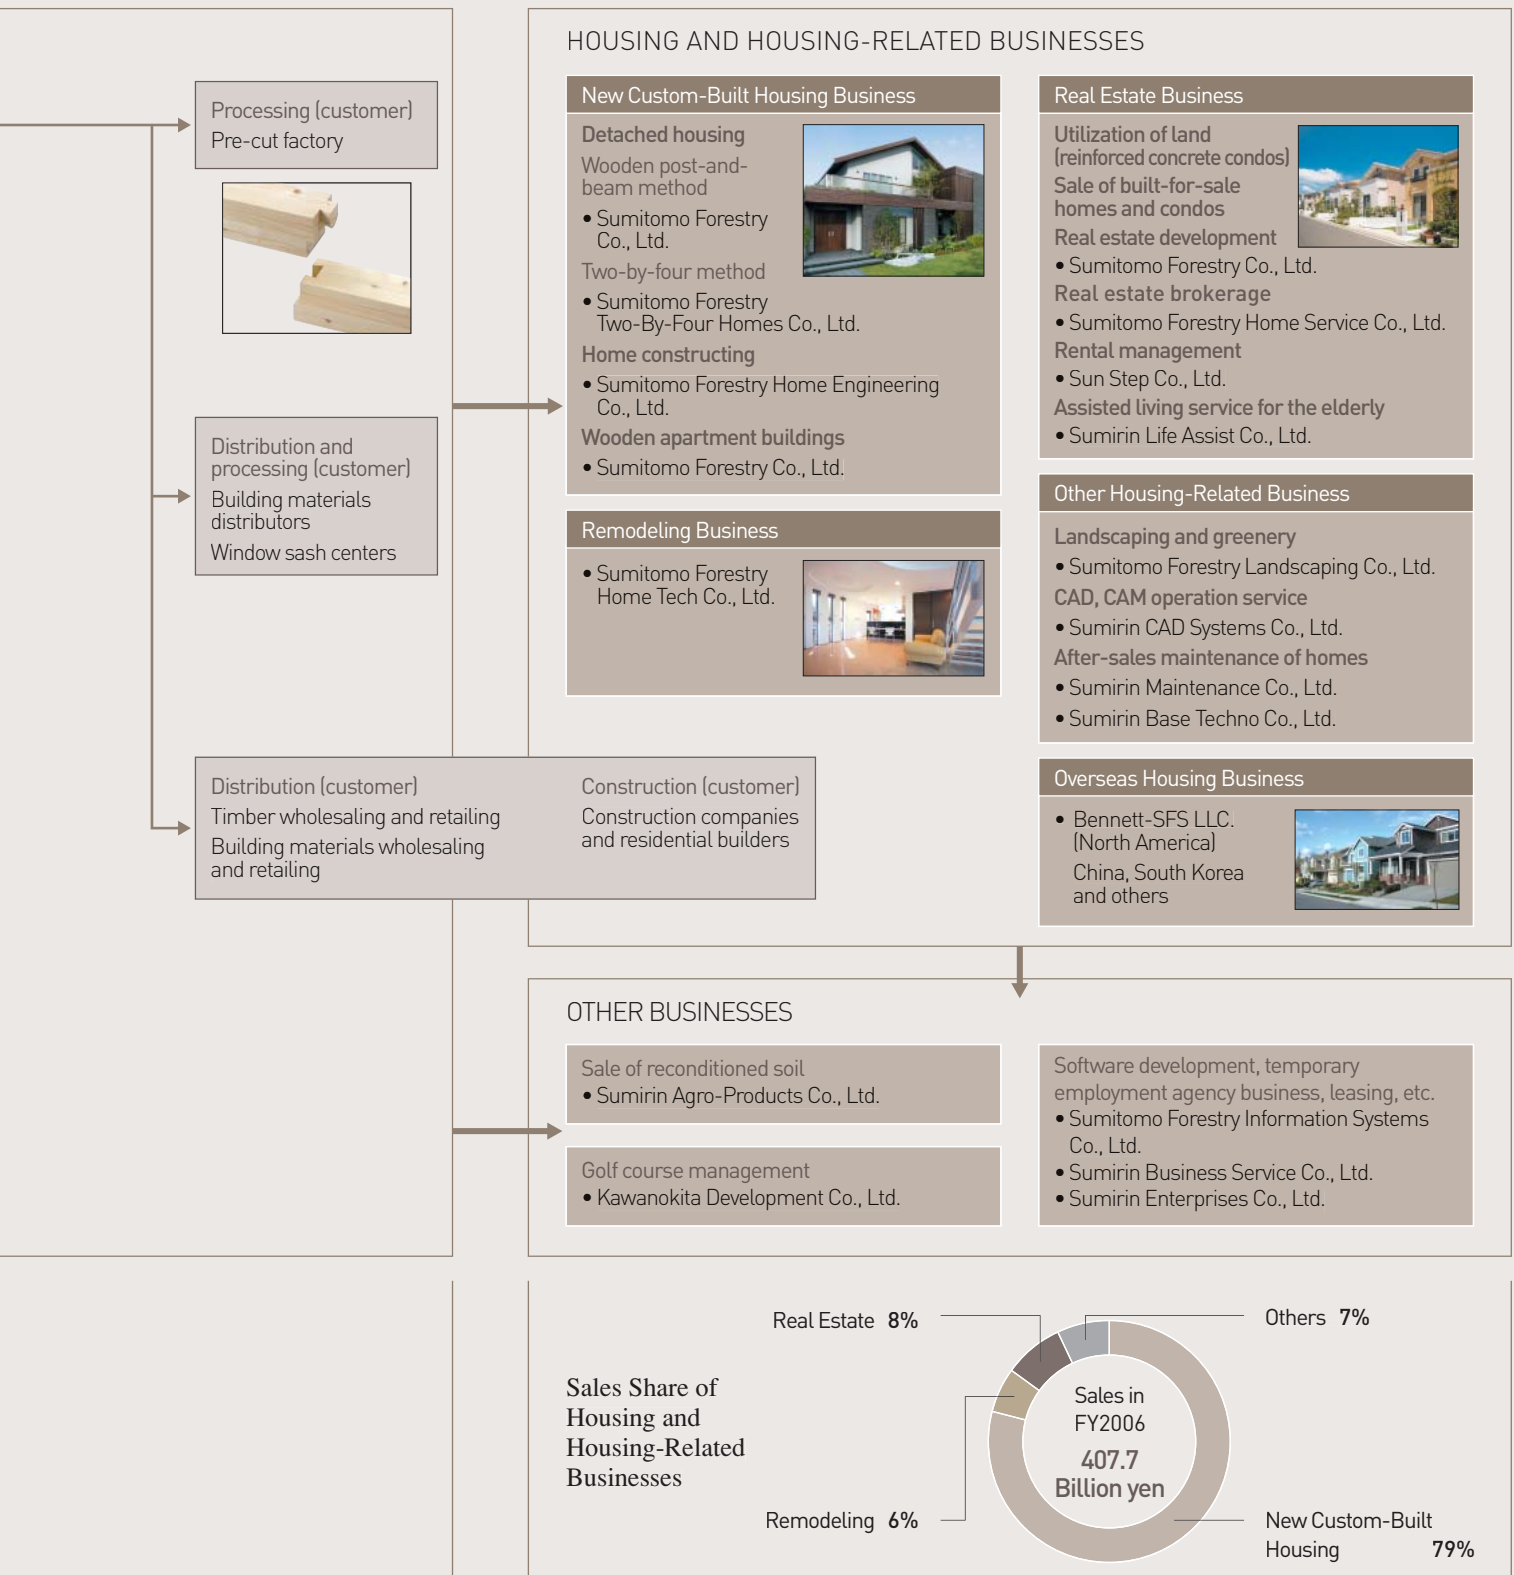 Processing (customer)
Pre-cut factory
Distribution and
processing (customer)
Building materials
distributors
Window sash centers
Distribution (customer)
Timber wholesaling and retailing
Building materials wholesaling
and retailing
Construction (customer)
Construction companies
and residential builders
HOUSING AND HOUSING-RELATED BUSINESSES
New Custom-Built Housing Business
Detached housing
Wooden post-and-
beam method
• Sumitomo Forestry
Co., Ltd.
Two-by-four method
• Sumitomo Forestry
Two-By-Four Homes Co., Ltd.
Home constructing
• Sumitomo Forestry Home Engineering
Co., Ltd.
Wooden apartment buildings
• Sumitomo Forestry Co., Ltd.
Remodeling Business
• Sumitomo Forestry
Home Tech Co., Ltd.
Real Estate Business
Utilization of land
(reinforced concrete condos)
Sale of built-for-sale
homes and condos
Real estate development
• Sumitomo Forestry Co., Ltd.
Real estate brokerage
• Sumitomo Forestry Home Service Co., Ltd.
Rental management
• Sun Step Co., Ltd.
Assisted living service for the elderly
• Sumirin Life Assist Co., Ltd.
Other Housing-Related Business
Landscaping and greenery
• Sumitomo Forestry Landscaping Co., Ltd.
CAD, CAM operation service
• Sumirin CAD Systems Co., Ltd.
After-sales maintenance of homes
• Sumirin Maintenance Co., Ltd.
• Sumirin Base Techno Co., Ltd.
Overseas Housing Business
• Bennett-SFS LLC.
(North America)
China, South Korea
and others
OTHER BUSINESSES
Sale of reconditioned soil
• Sumirin Agro-Products Co., Ltd.
Golf course management
• Kawanokita Development Co., Ltd.
Software development, temporary
employment agency business, leasing, etc.
• Sumitomo Forestry Information Systems
Co., Ltd.
• Sumirin Business Service Co., Ltd.
• Sumirin Enterprises Co., Ltd.
Sales Share of
Housing and
Housing-Related
Businesses
Real Estate 8%
Others 7%
Sales in
FY2006
407.7
Billion yen
Remodeling 6%
New Custom-Built
Housing 79%